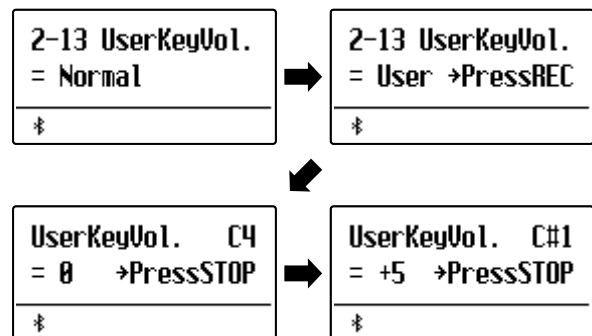 2-13 UserKeyVol.
= Normal
2-13 UserKeyVol.
= User →PressREC
UserKeyVol. C4
= 0 →PressSTOP
UserKeyVol. C#1
= +5 →PressSTOP